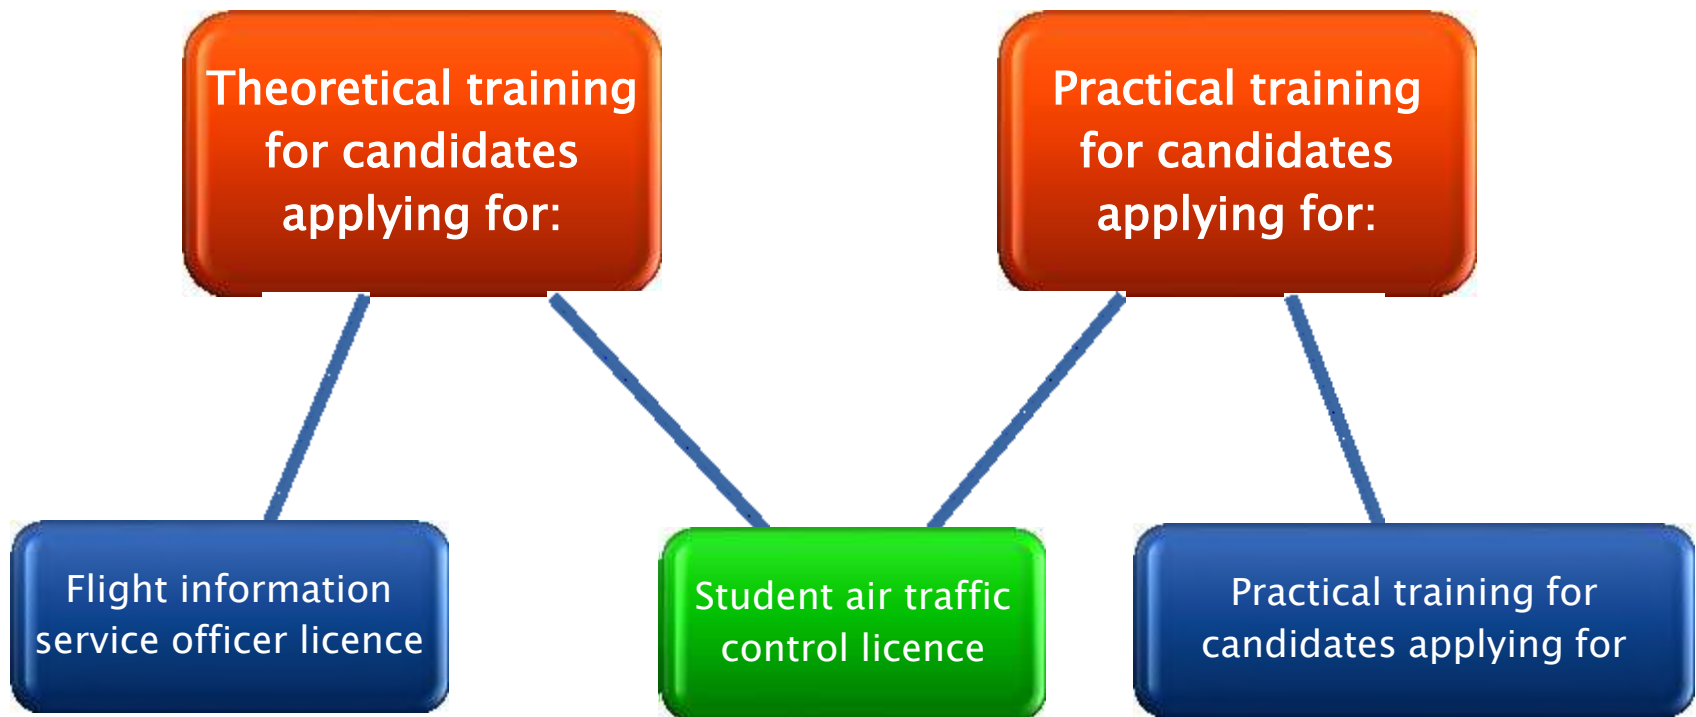 Theoretical training
for candidates
applying for:
Practical training
for candidates
applying for:
Flight information
service officer licence
Student air traffic
control licence
Practical training for
candidates applying for